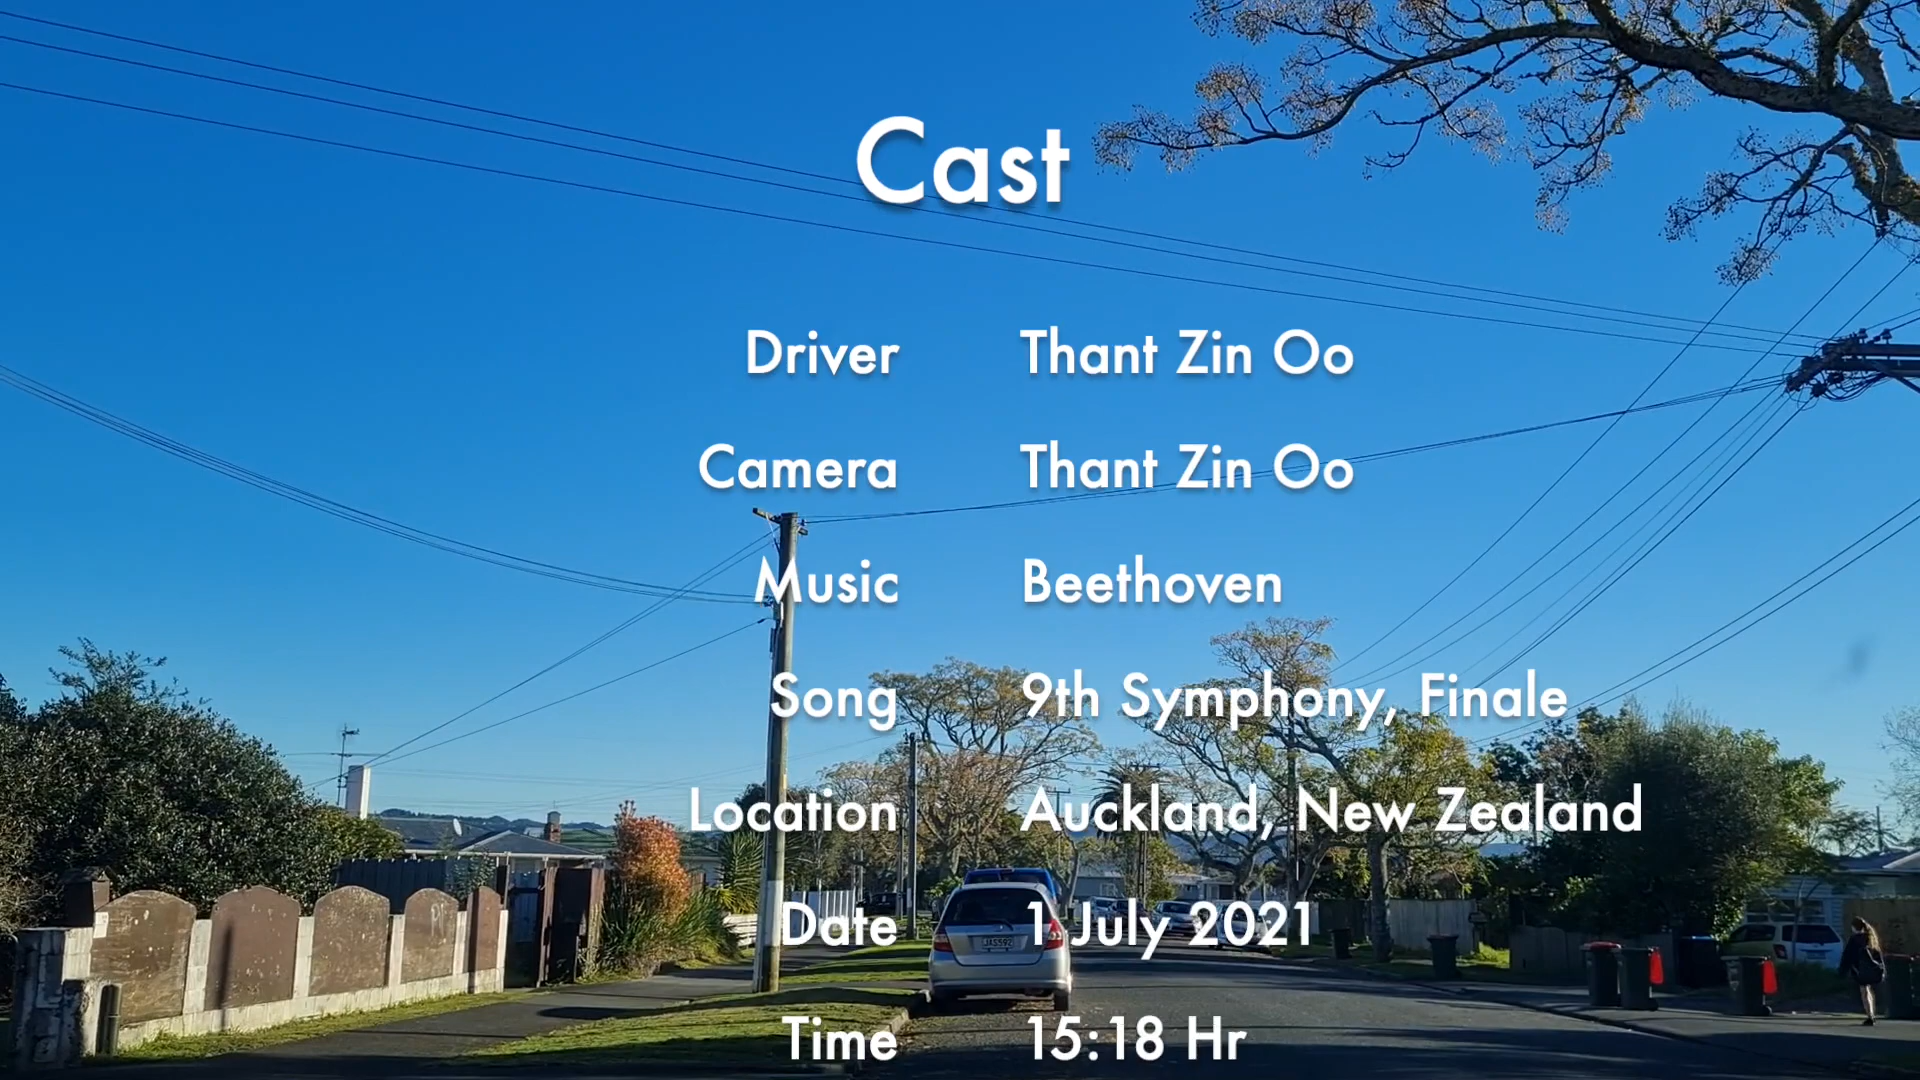 Cast
Driver Thant Zin Oo
Camera Thant Zin Oo
Music Beethoven
Song 9th Symphony, Finale
Location Auckland, New Zealand
Date 1 July 2021
Time 15:18 Hr
JAS592